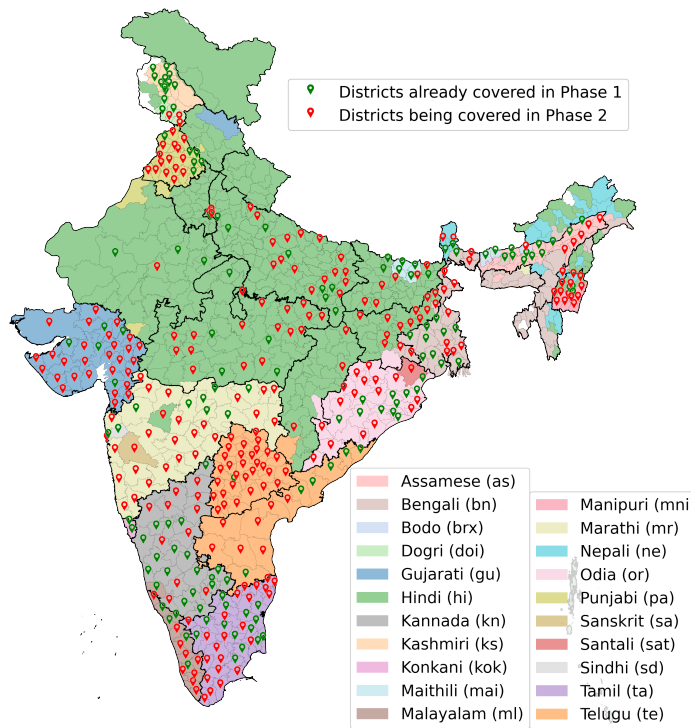 Districts already covered in Phase 1
Districts being covered in Phase 2
Assamese (as)
Bengali (bn)
Bodo (brx)
Dogri (doi)
Gujarati (gu)
Hindi (hi)
Kannada (kn)
Kashmiri (ks)
Konkani (kok)
Maithili (mai)
Malayalam (ml)
Manipuri (mni
Marathi (mr)
Nepali (ne)
Odia (or)
Punjabi (pa)
Sanskrit (sa)
Santali (sat)
Sindhi (sd)
Tamil (ta)
Telugu (te)